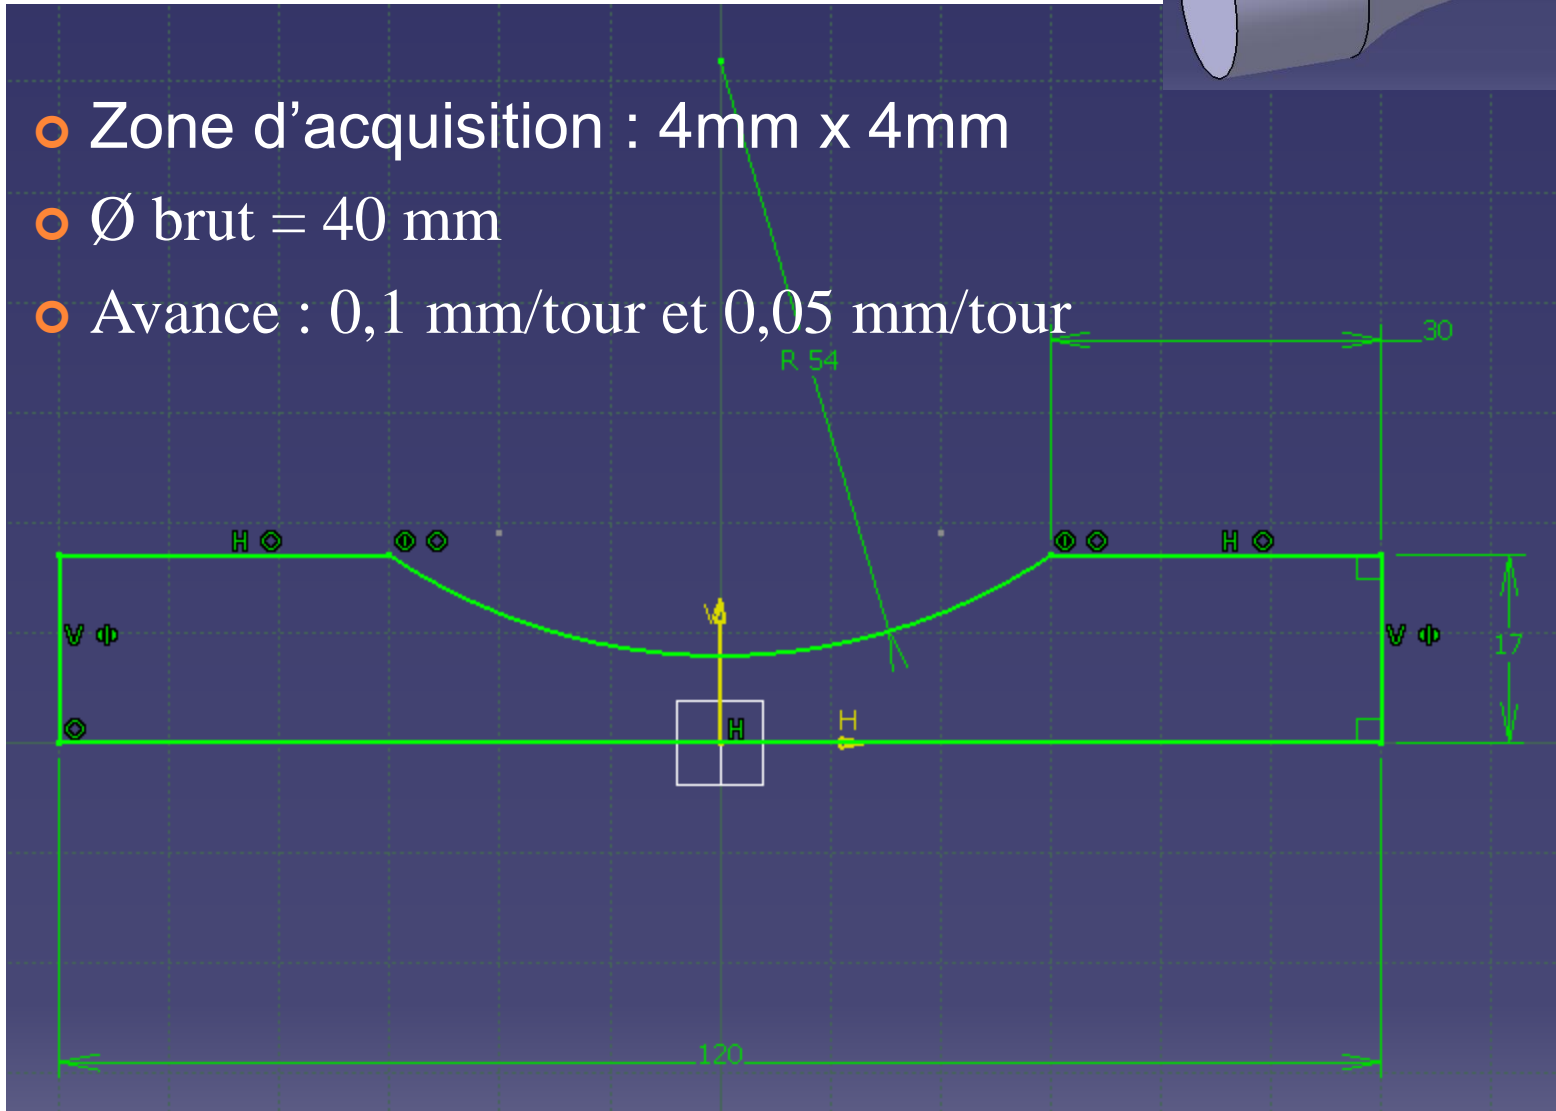 Zone d’acquisition : 4mm x 4mm
Ø brut = 40 mm
Avance : 0,1 mm/tour et 0,05 mm/tour
30
R 54
H
H
V
V
17
V
H
H
120